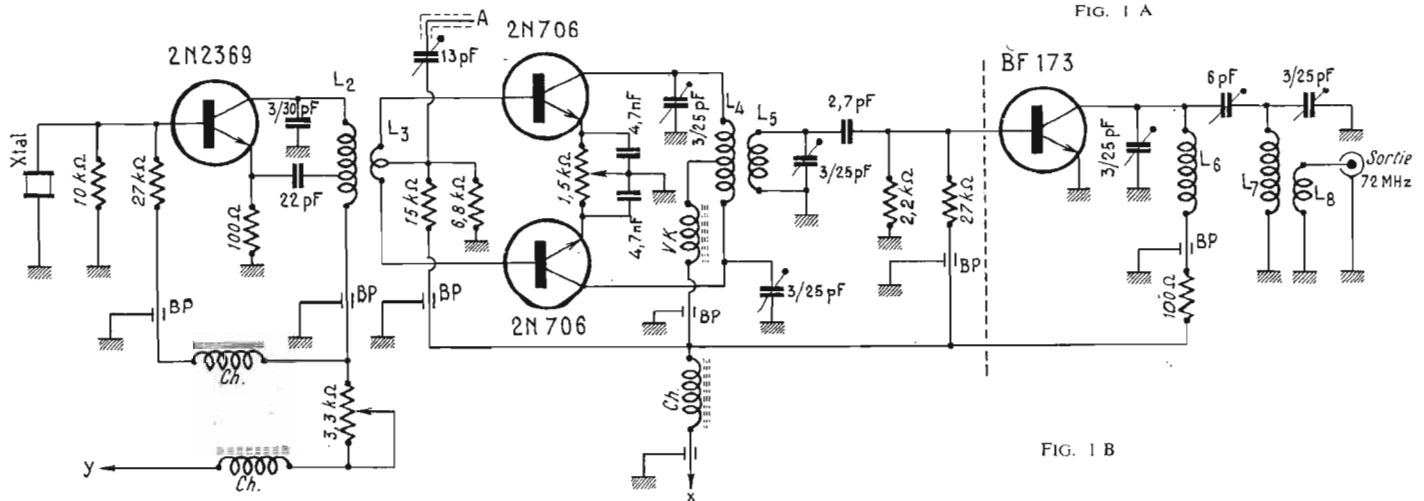 FIG. 1 A
A
2N2369
2N706
BF 173
13 pF
6 pF
3/25 pF
L2
3/30 pF
L3
4,7nF
3/25 pF
L4
L5
2,7 pF
Xtal
10 kΩ
27 kΩ
22 pF
100Ω
15 kΩ
6,8 kΩ
1,5 kΩ
4,7nF
VK
3/25 pF
2,2 kΩ
27 kΩ
3/25 pF
L6
L7
L8
Sortie
72 MHz
BP
BP
BP
2N706
BP
3/25 pF
BP
BP
100Ω
Ch.
3,3 kΩ
Ch.
y
Ch.
x
FIG. 1 B